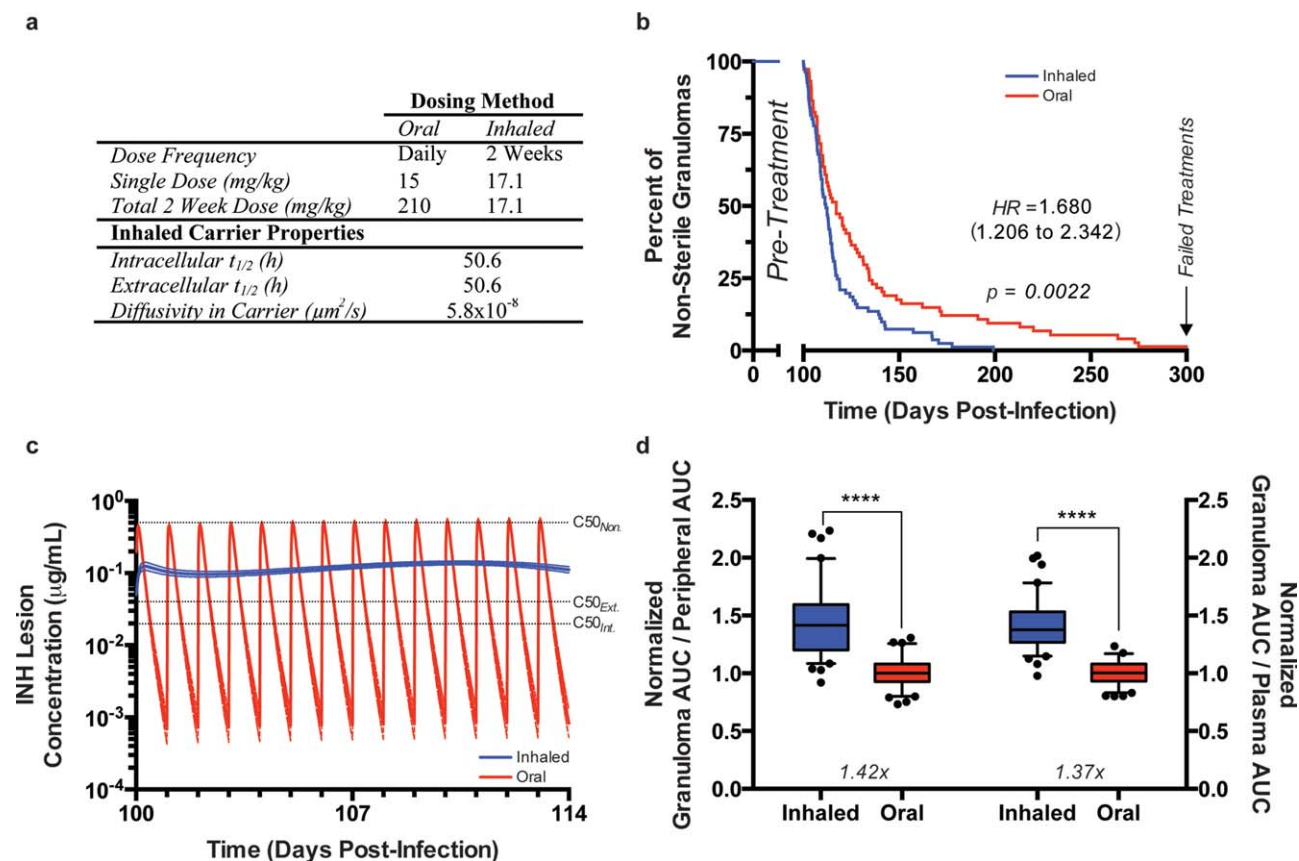 a
Dosing Method
Oral Inhaled
Dose Frequency Daily 2 Weeks
Single Dose (mg/kg) 15 17.1
Total 2 Week Dose (mg/kg) 210 17.1
Inhaled Carrier Properties
Intracellular t1/2 (h) 50.6
Extracellular t1/2 (h) 50.6
Diffusivity in Carrier (μm²/s) 5.8x10⁻⁸
b
Percent of
Non-Sterile Granulomas
100
75
50
25
0
Pre-Treatment
Inhaled
Oral
HR =1.680
(1.206 to 2.342)
p = 0.0022
Failed Treatments
0 100 150 200 250 300
Time (Days Post-Infection)
c
INH Lesion
Concentration (μg/mL)
10⁰
10⁻¹
10⁻²
10⁻³
10⁻⁴
C50Non.
C50Ext.
C50Int.
Inhaled
Oral
100 107 114
Time (Days Post-Infection)
d
Normalized
Granuloma AUC / Peripheral AUC
2.5
2.0
1.5
1.0
0.5
0.0
****
****
1.42x 1.37x
Inhaled Oral Inhaled Oral
2.5
2.0
1.5
1.0
0.5
0.0
Granuloma AUC / Plasma AUC
Normalized